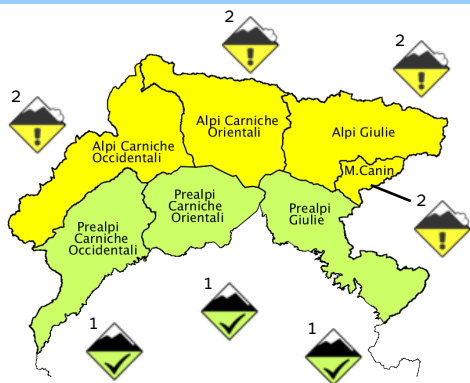 2
2
2
Alpi Carniche
Orientali
Alpi Giulie
Alpi Carniche
Occidentali
M.Canin
2
Prealpi
Carniche
Orientali
Prealpi
Giulie
Prealpi
Carniche
Occidentali
1
1
1